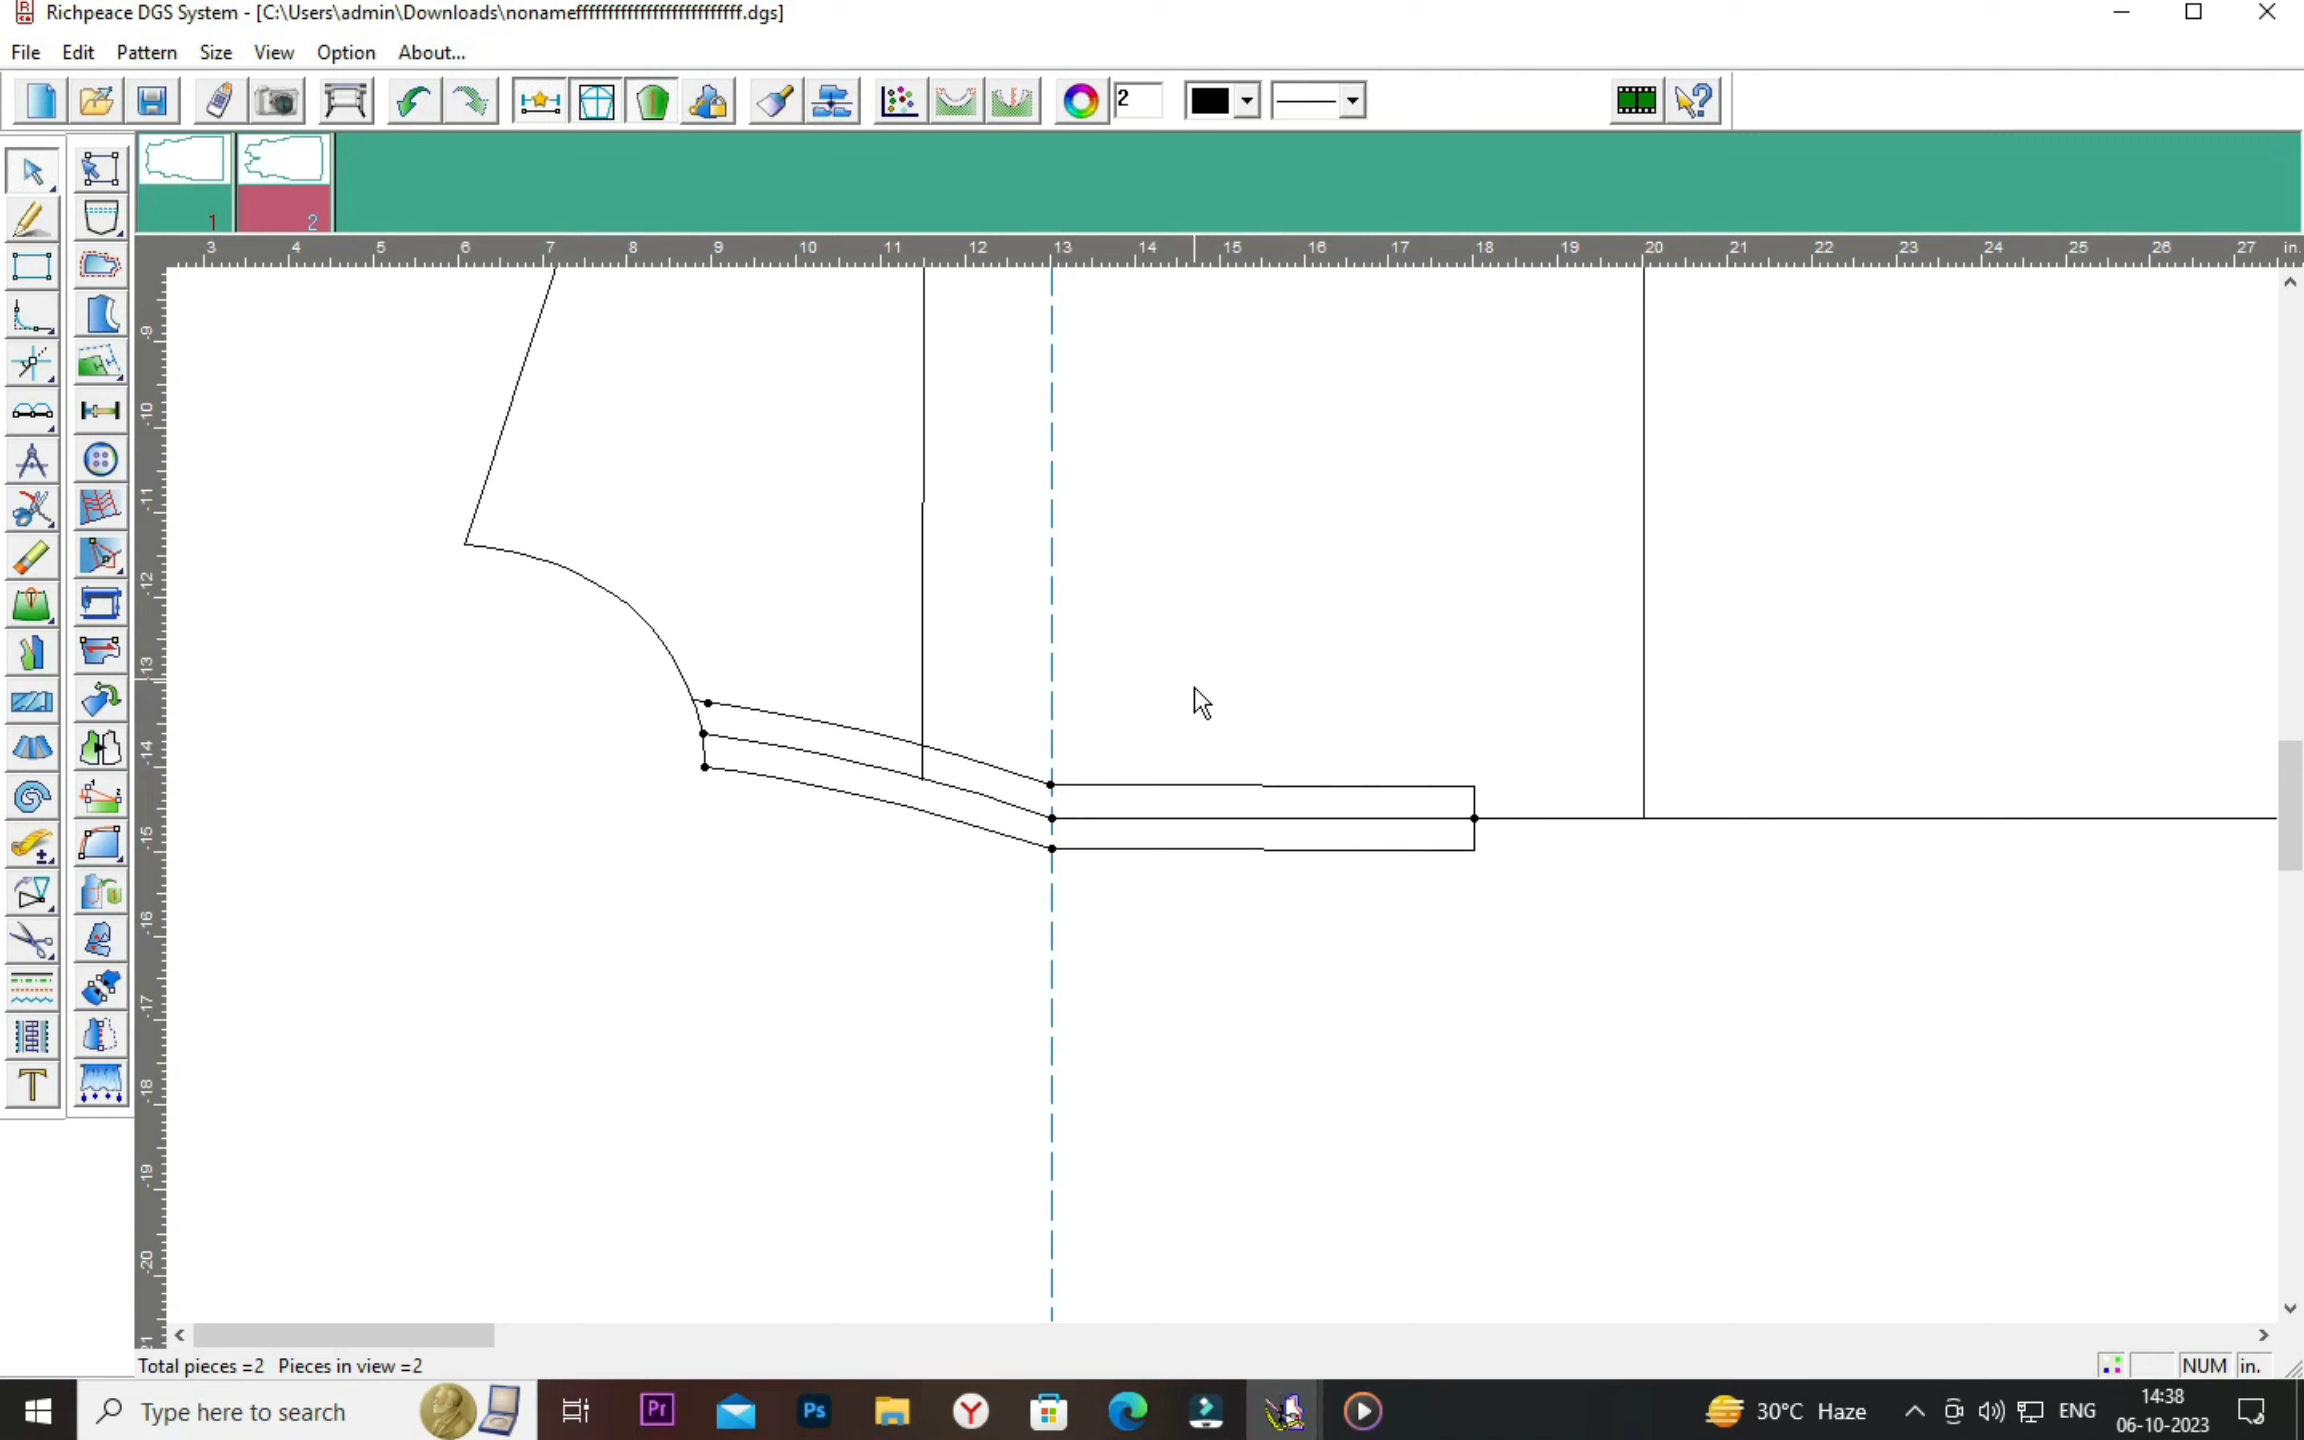 Richpeace DGS System - [C:\Users\admin\Downloads\nonameffffffffffffffffffffffffff.dgs]
File Edit Pattern Size View Option About...
2
1 2
3 4 5 6 7 8 9 10 11 12 13 14 15 16 17 18 19 20 21 22 23 24 25 26 27 in.
-9
-10
-11
-12
-13
-14
-15
-16
-17
-18
-19
-20
T
Total pieces =2 Pieces in view =2 NUM in.
Type here to search Pr Ps 30°C Haze ENG 14:38
06-10-2023